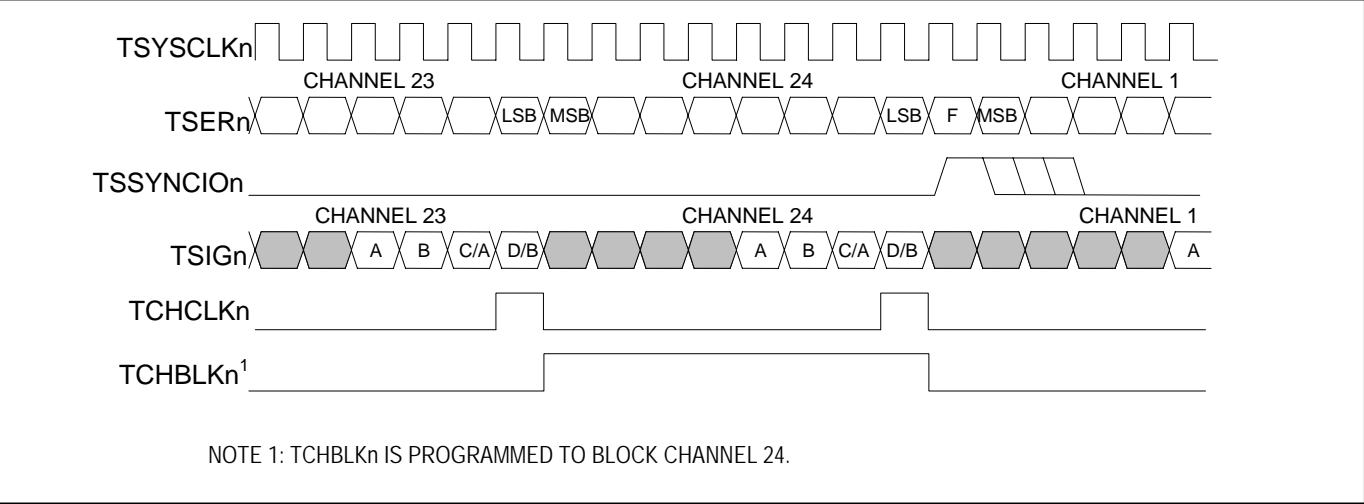 TSYSCLKn
CHANNEL 23 CHANNEL 24 CHANNEL 1
TSERn LSB MSB LSB F MSB
TSSYNCIOn
CHANNEL 23 CHANNEL 24 CHANNEL 1
TSIGn A B C/A D/B A B C/A D/B A
TCHCLKn
TCHBLKn¹
NOTE 1: TCHBLKn IS PROGRAMMED TO BLOCK CHANNEL 24.